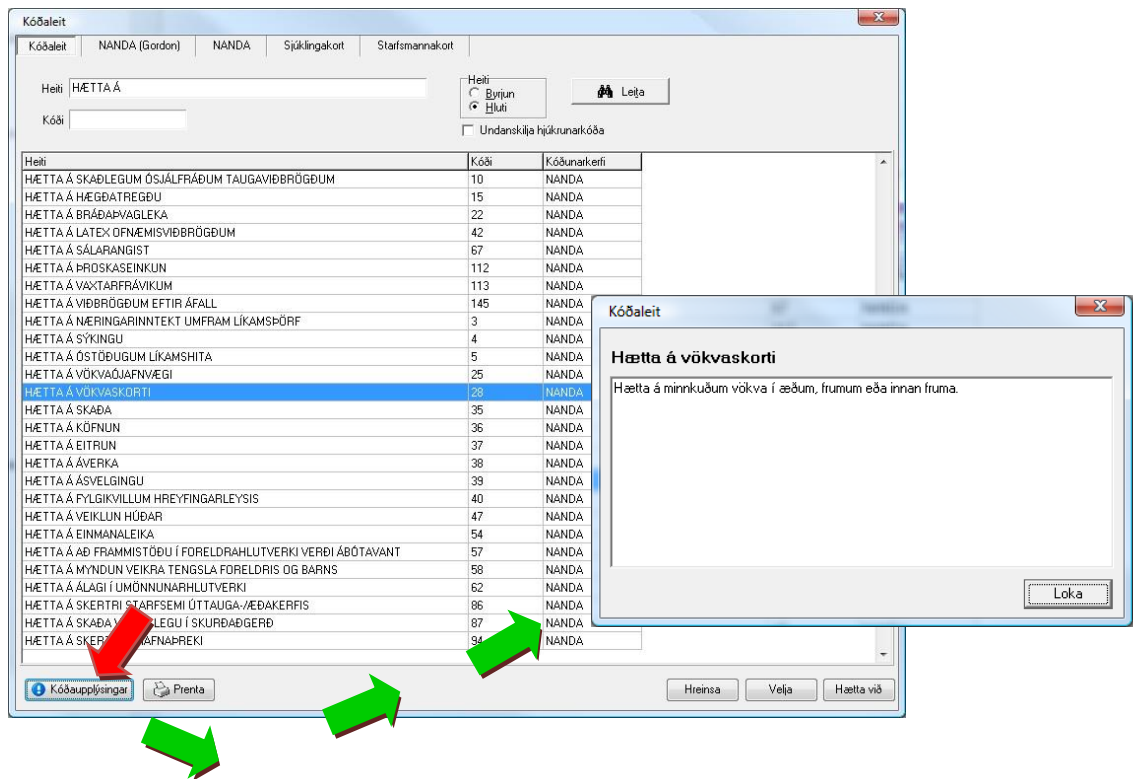 Kóðaleit
Kóðaleit NANDA (Gordon) NANDA Sjúklingakort Starfsmannakort
Heiti HÆTTA Á
Kóði
Heiti
Byrjun
Hluti
Leita
Undanskilja hjúkrunarkóða
Heiti Kóði Kóðunarkerfi
HÆTTA Á SKAÐLEGUM ÓSJÁLFRÁÐUM TAUGAVIÐBRÖGÐUM 10 NANDA
HÆTTA Á HÆGÐATREGÐU 15 NANDA
HÆTTA Á BRÁÐAÞVAGLEKA 22 NANDA
HÆTTA Á LATEX OFNÆMISVIÐBRÖGÐUM 42 NANDA
HÆTTA Á SÁLARANGIST 67 NANDA
HÆTTA Á ÞROSKASEINKUN 112 NANDA
HÆTTA Á VAXTARFRÁVIKUM 113 NANDA
HÆTTA Á VIÐBRÖGÐUM EFTIR ÁFALL 145 NANDA
HÆTTA Á NÆRINGARINNTEKT UMFRAM LÍKAMSÞÖRF 3 NANDA
HÆTTA Á SÝKINGU 4 NANDA
HÆTTA Á ÓSTÖÐUGUM LÍKAMSHITA 5 NANDA
HÆTTA Á VÖKVAÓJAFNVÆGI 25 NANDA
HÆTTA Á VÖKVASKORTI 28 NANDA
HÆTTA Á SKAÐA 35 NANDA
HÆTTA Á KÖFNUN 36 NANDA
HÆTTA Á EITRUN 37 NANDA
HÆTTA Á ÁVERKA 38 NANDA
HÆTTA Á ÁSVELGINGU 39 NANDA
HÆTTA Á FYLGIKVILLUM HREYFINGARLEYSIS 40 NANDA
HÆTTA Á VEIKLUN HÚÐAR 47 NANDA
HÆTTA Á EINMANALEIKA 54 NANDA
HÆTTA Á AÐ FRAMMISTÖÐU Í FORELDRAHLUTVERKI VERÐI ÁBÓTAVANT 57 NANDA
HÆTTA Á MYNDUN VEIKRA TENGSLA FORELDRIS OG BARNS 58 NANDA
HÆTTA Á ÁLAGI Í UMÖNNUNARHLUTVERKI 62 NANDA
HÆTTA Á SKERTRI STARFSEMI ÚTTAUGA-/ÆÐAKERFIS 86 NANDA
HÆTTA Á SKAÐA LEGU Í SKURÐAÐGERÐ 87 NANDA
HÆTTA Á 94 NANDA
Kóðaupplýsingar Prenta Hreinsa Velja Hætta við
Kóðaleit
Hætta á vökvaskorti
Hætta á minnkuðum vökva í æðum, frumum eða innan fruma.
Loka